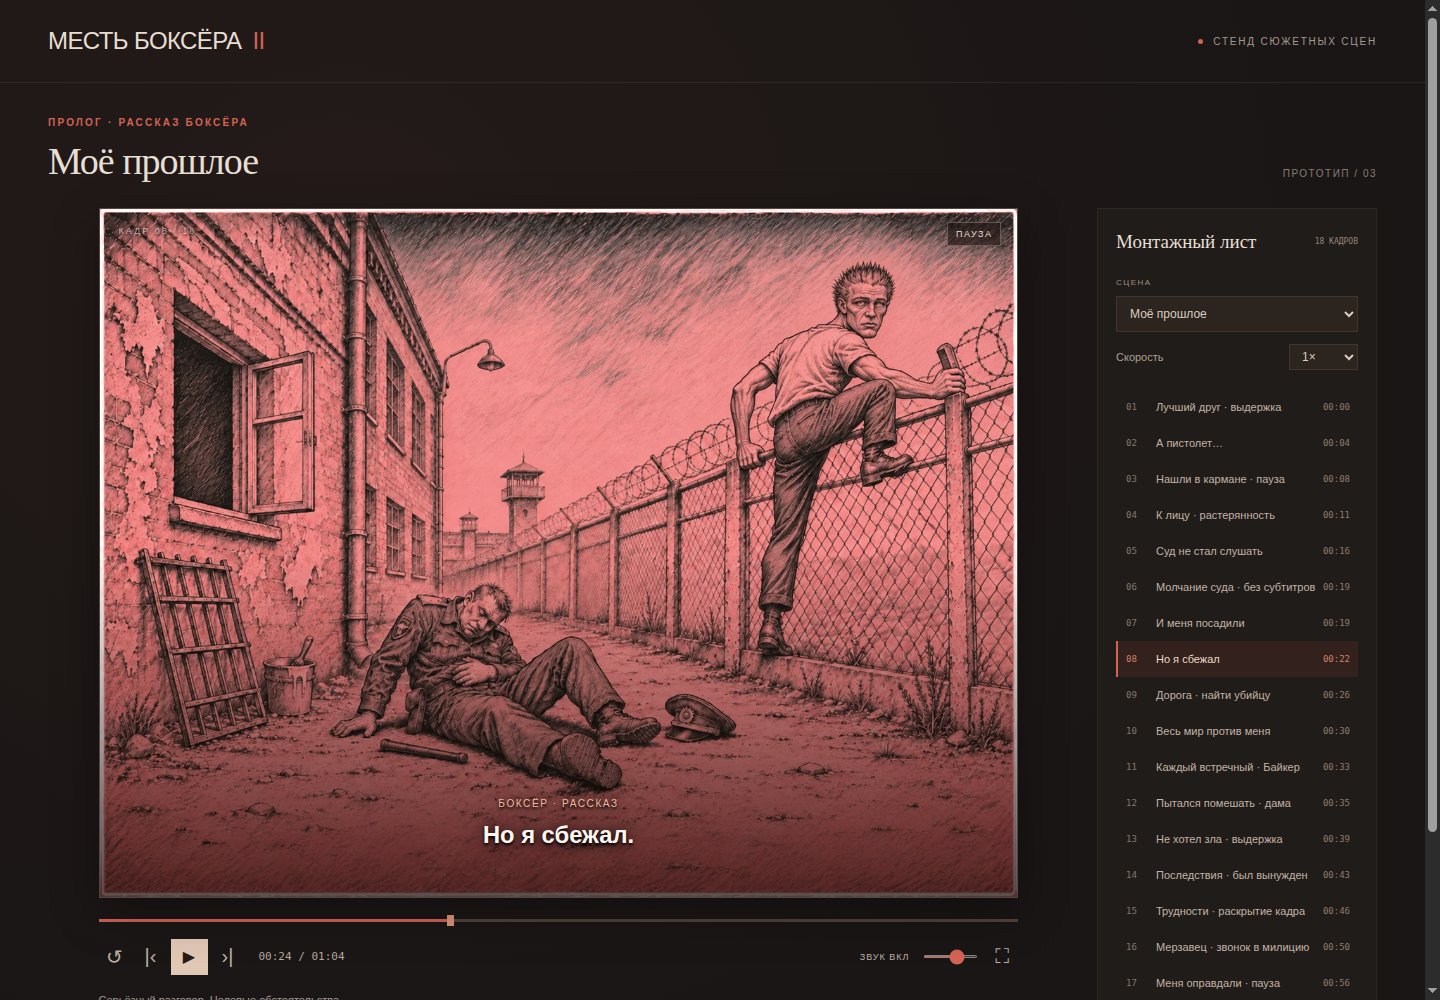 МЕСТЬ БОКСЁРА II
СТЕНД СЮЖЕТНЫХ СЦЕН
ПРОЛОГ · РАССКАЗ БОКСЁРА
Моё прошлое
ПРОТОТИП / 03
КАДР 08 / 18
ПАУЗА
БОКСЁР · РАССКАЗ
Но я сбежал.
00:24 / 01:04
ЗВУК ВКЛ
Серьёзный разговор. Нелепые обстоятельства.
Монтажный лист
18 КАДРОВ
СЦЕНА
Моё прошлое
Скорость 1×
01 Лучший друг · выдержка 00:00
02 А пистолет… 00:04
03 Нашли в кармане · пауза 00:08
04 К лицу · растерянность 00:11
05 Суд не стал слушать 00:16
06 Молчание суда · без субтитров 00:19
07 И меня посадили 00:19
08 Но я сбежал 00:22
09 Дорога · найти убийцу 00:26
10 Весь мир против меня 00:30
11 Каждый встречный · Байкер 00:33
12 Пытался помешать · дама 00:35
13 Не хотел зла · выдержка 00:39
14 Последствия · был вынужден 00:43
15 Трудности · раскрытие кадра 00:46
16 Мерзавец · звонок в милицию 00:50
17 Меня оправдали · пауза 00:56